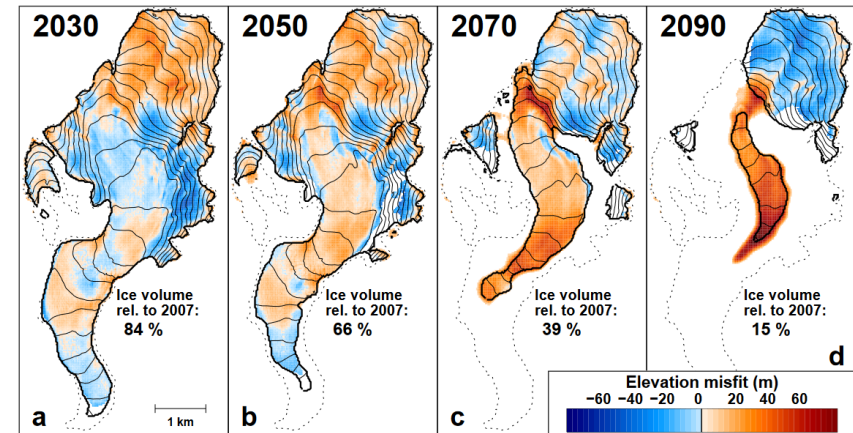 2030
2050
2070
2090
Ice volume
rel. to 2007:
84 %
Ice volume
rel. to 2007:
66 %
Ice volume
rel. to 2007:
39 %
Ice volume
rel. to 2007:
15 %
a
1 km
b
c
d
Elevation misfit (m)
−60 −40 −20 0 20 40 60